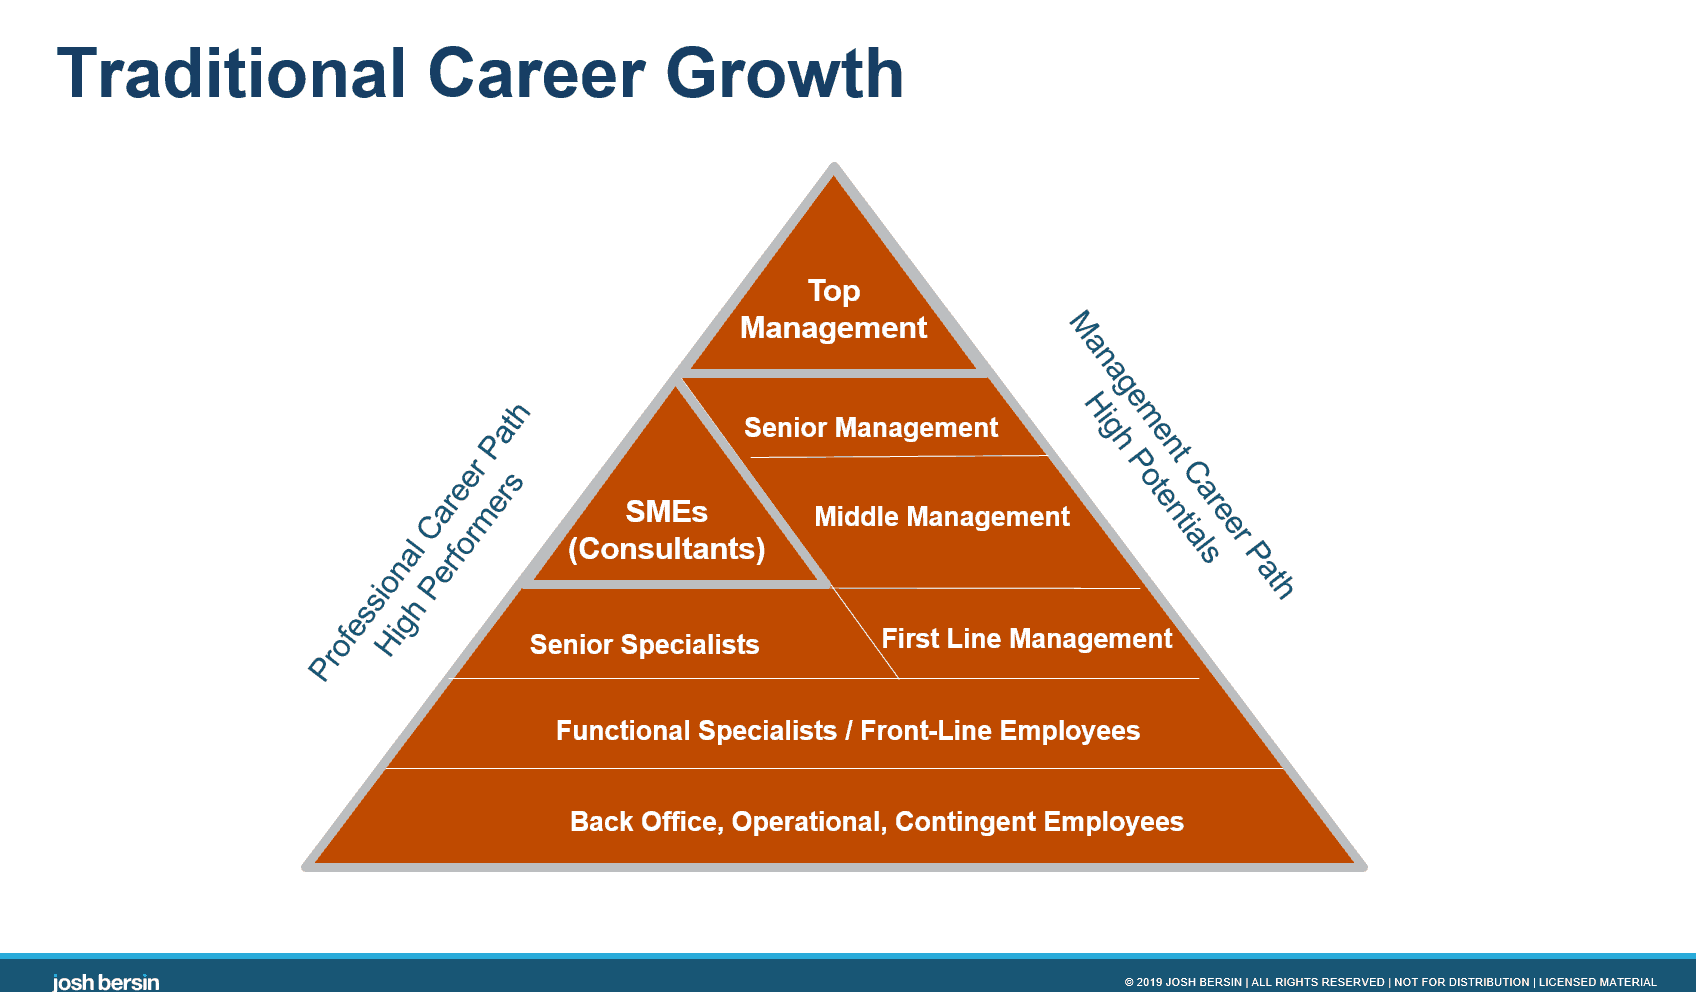 Traditional Career Growth
Top
Management
Senior Management
Middle Management
SMEs
(Consultants)
Senior Specialists
First Line Management
Functional Specialists / Front-Line Employees
Back Office, Operational, Contingent Employees
Professional Career Path
High Performers
Management Career Path
High Potentials
josh bersin
© 2019 JOSH BERSIN | ALL RIGHTS RESERVED | NOT FOR DISTRIBUTION | LICENSED MATERIAL